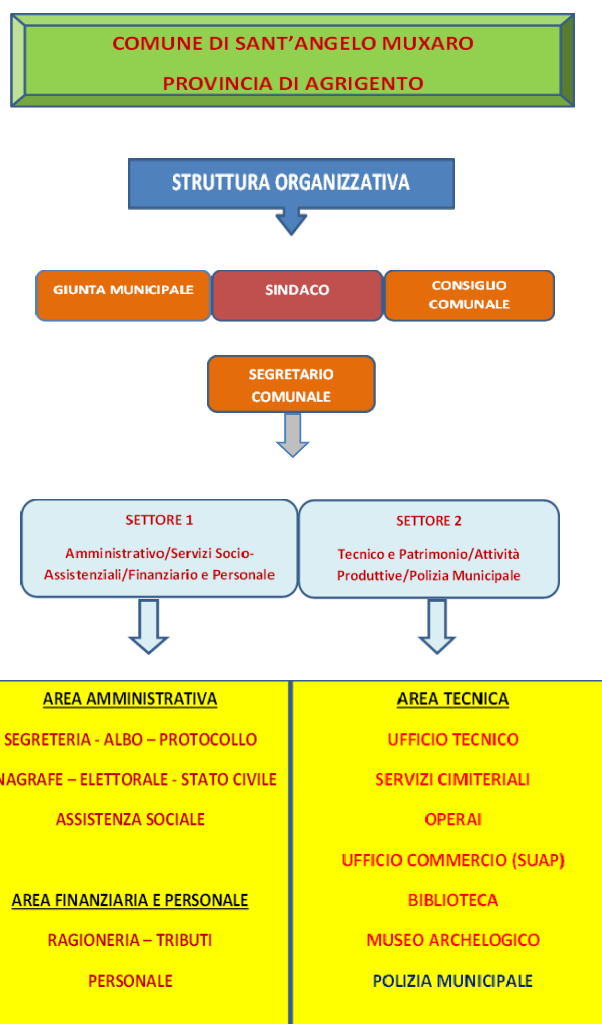 COMUNE DI SANT'ANGELO MUXARO
PROVINCIA DI AGRIGENTO
STRUTTURA ORGANIZZATIVA
GIUNTA MUNICIPALE
SINDACO
CONSIGLIO
COMUNALE
SEGRETARIO
COMUNALE
SETTORE 1
Amministrativo/Servizi Socio-
Assistenziali/Finanziario e Personale
SETTORE 2
Tecnico e Patrimonio/Attività
Produttive/Polizia Municipale
AREA AMMINISTRATIVA
SEGRETERIA - ALBO – PROTOCOLLO
NAGRAFE – ELETTORALE - STATO CIVILE
ASSISTENZA SOCIALE
AREA FINANZIARIA E PERSONALE
RAGIONERIA – TRIBUTI
PERSONALE
AREA TECNICA
UFFICIO TECNICO
SERVIZI CIMITERIALI
OPERAI
UFFICIO COMMERCIO (SUAP)
BIBLIOTECA
MUSEO ARCHELOGICO
POLIZIA MUNICIPALE